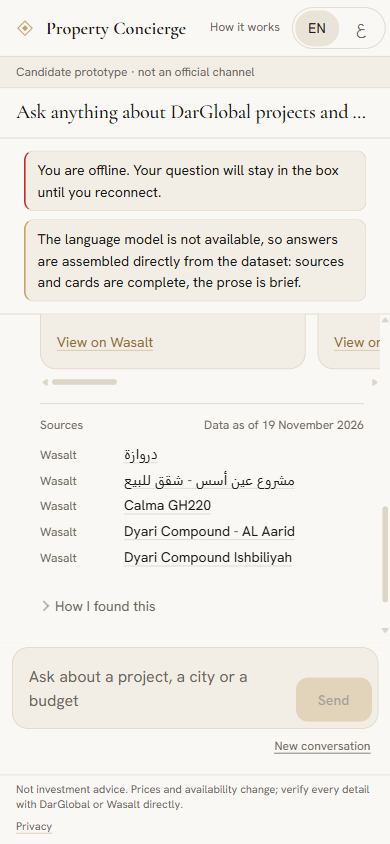 Property Concierge
How it works
EN
ع
Candidate prototype · not an official channel
Ask anything about DarGlobal projects and ...
You are offline. Your question will stay in the box
until you reconnect.
The language model is not available, so answers
are assembled directly from the dataset: sources
and cards are complete, the prose is brief.
View on Wasalt
View or
Sources
Data as of 19 November 2026
Wasalt دروازة
Wasalt مشروع عين أسس - شقق للبيع
Wasalt Calma GH220
Wasalt Dyari Compound - AL Aarid
Wasalt Dyari Compound Ishbiliyah
How I found this
Ask about a project, a city or a
budget
Send
New conversation
Not investment advice. Prices and availability change; verify every detail
with DarGlobal or Wasalt directly.
Privacy